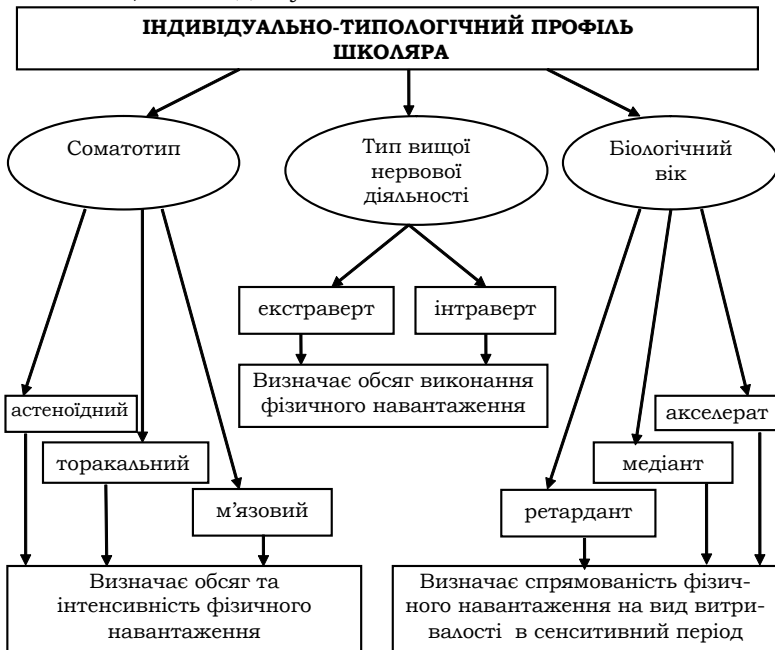 ІНДИВІДУАЛЬНО-ТИПОЛОГІЧНИЙ ПРОФІЛЬ
ШКОЛЯРА
Соматотип
Тип вищої
нервової
діяльності
Біологічний
вік
екстраверт
інтраверт
Визначає обсяг виконання
фізичного навантаження
астеноїдний
акселерат
торакальний
медіант
м'язовий
ретардант
Визначає обсяг та
інтенсивність фізичного
навантаження
Визначає спрямованість фізич-
ного навантаження на вид витри-
валості в сенситивний період